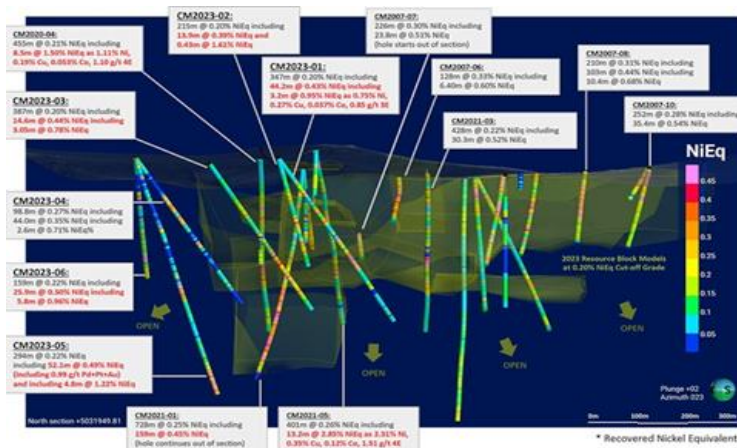 CM2020-04:
455m @ 0.21% NiEq including
8.5m @ 1.50% NiEq as 1.11% Ni,
0.19% Cu, 0.053% Co, 1.10 g/t 4E
CM2023-02:
215m @ 0.20% NiEq including
13.9m @ 0.39% NiEq and
0.43m @ 1.61% NiEq
CM2007-07:
226m @ 0.30% NiEq including
23.8m @ 0.51% NiEq
(hole starts out of section)
CM2023-01:
347m @ 0.20% NiEq including
44.2m @ 0.43% NiEq including
3.2m @ 0.95% NiEq as 0.75% Ni,
0.27% Cu, 0.037% Co, 0.85 g/t 3E
CM2007-06:
128m @ 0.33% NiEq including
6.40m @ 0.60% NiEq
CM2007-08:
210m @ 0.31% NiEq including
103m @ 0.44% NiEq including
10.4m @ 0.68% NiEq
CM2023-03:
387m @ 0.20% NiEq including
24.6m @ 0.44% NiEq including
3.05m @ 0.78% NiEq
CM2021-03:
428m @ 0.22% NiEq including
30.3m @ 0.52% NiEq
CM2007-10:
252m @ 0.28% NiEq including
35.4m @ 0.54% NiEq
NiEq
0.45
0.40
0.35
0.30
0.25
0.20
0.15
0.10
0.05
CM2023-04:
98.8m @ 0.27% NiEq including
44.0m @ 0.35% NiEq including
2.6m @ 0.71% NiEq%
CM2023-06:
159m @ 0.22% NiEq including
25.9m @ 0.50% NiEq including
5.8m @ 0.96% NiEq
2023 Resource Block Models
at 0.20% NiEq Cut-off Grade
OPEN
OPEN
OPEN
OPEN
CM2023-05:
294m @ 0.22% NiEq
including 52.1m @ 0.49% NiEq
(including 0.99 g/t Pd+Pt+Au)
and including 4.8m @ 1.22% NiEq
Plunge +02
Azimuth 023
North section +5031949.81
CM2021-01:
728m @ 0.25% NiEq including
159m @ 0.45% NiEq
(hole continues out of section)
CM2021-05:
401m @ 0.26% NiEq including
13.2m @ 2.85% NiEq as 2.31% Ni,
0.35% Cu, 0.12% Co, 1.51 g/t 4E
0m 100m 200m 300m
* Recovered Nickel Equivalent